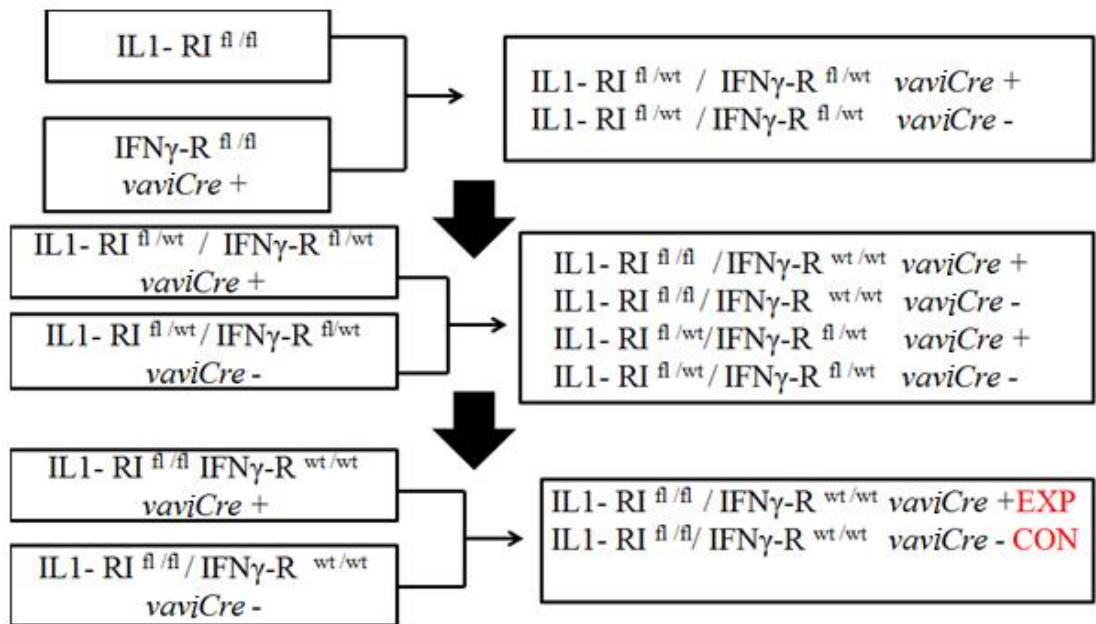 IL1- RI fl /fl
IFNγ-R fl /fl
vaviCre +
IL1- RI fl /wt / IFNγ-R fl /wt vaviCre +
IL1- RI fl /wt / IFNγ-R fl /wt vaviCre -
IL1- RI fl /wt / IFNγ-R fl /wt
vaviCre +
IL1- RI fl /wt / IFNγ-R fl/wt
vaviCre -
IL1- RI fl /fl / IFNγ-R wt /wt vaviCre +
IL1- RI fl /fl / IFNγ-R wt /wt vaviCre -
IL1- RI fl /wt / IFNγ-R fl /wt vaviCre +
IL1- RI fl /wt / IFNγ-R fl /wt vaviCre -
IL1- RI fl /fl IFNγ-R wt /wt
vaviCre +
IL1- RI fl /fl / IFNγ-R wt /wt
vaviCre -
IL1- RI fl /fl / IFNγ-R wt /wt vaviCre +EXP
IL1- RI fl /fl / IFNγ-R wt /wt vaviCre - CON